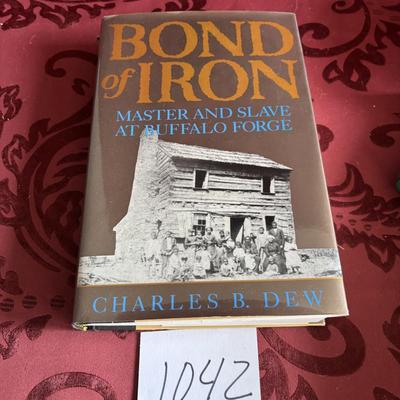 BOND
of IRON
MASTER AND SLAVE
AT BUFFALO FORGE
CHARLES B. DEW
1042